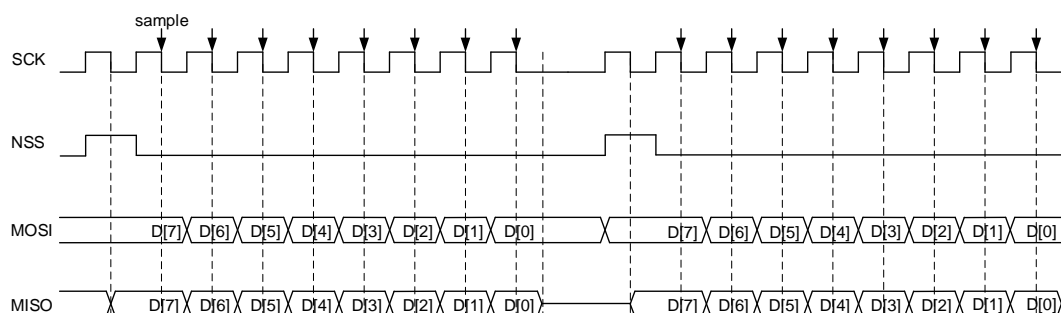 sample
SCK
NSS
MOSI D[7] D[6] D[5] D[4] D[3] D[2] D[1] D[0] D[7] D[6] D[5] D[4] D[3] D[2] D[1] D[0]
MISO D[7] D[6] D[5] D[4] D[3] D[2] D[1] D[0] D[7] D[6] D[5] D[4] D[3] D[2] D[1] D[0]